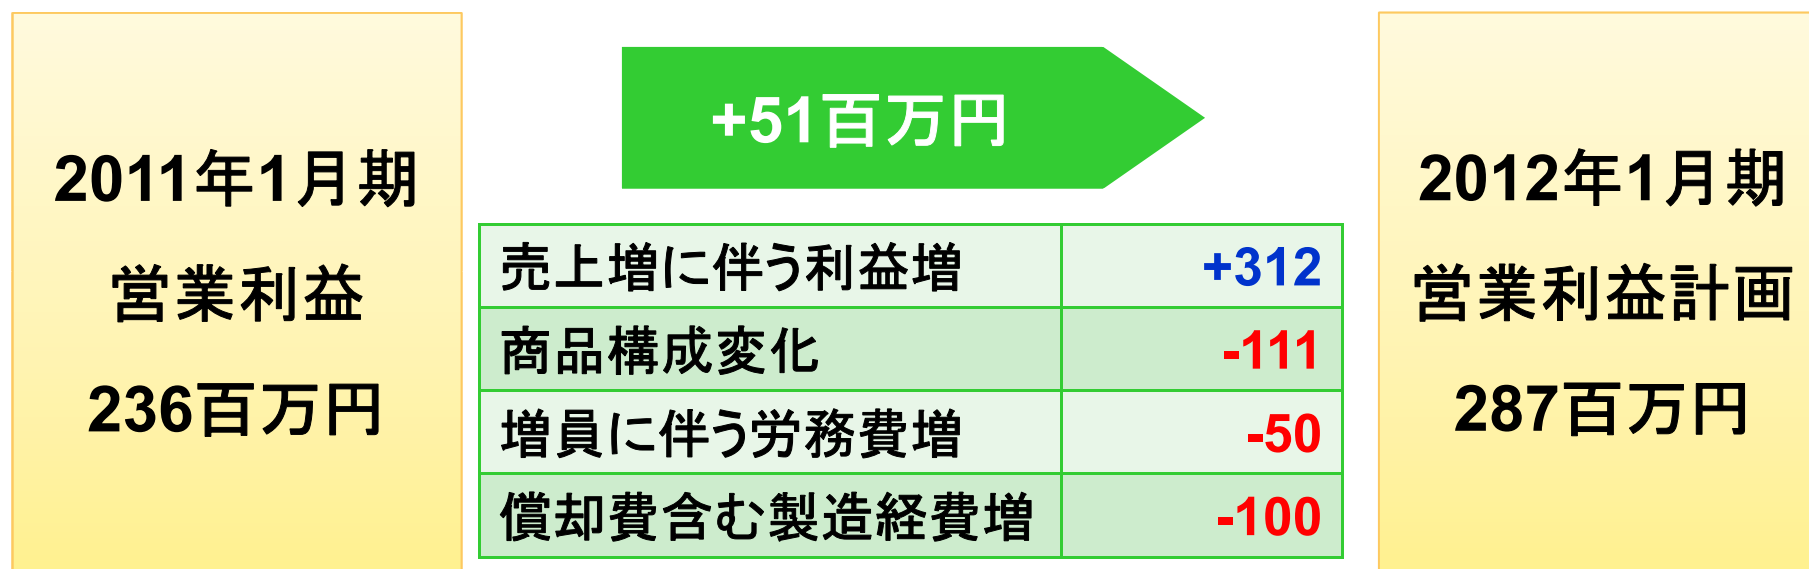 2011年1月期
営業利益
236百万円
+51百万円
売上増に伴う利益増 +312
商品構成変化 -111
増員に伴う労務費増 -50
償却費含む製造経費増 -100
2012年1月期
営業利益計画
287百万円